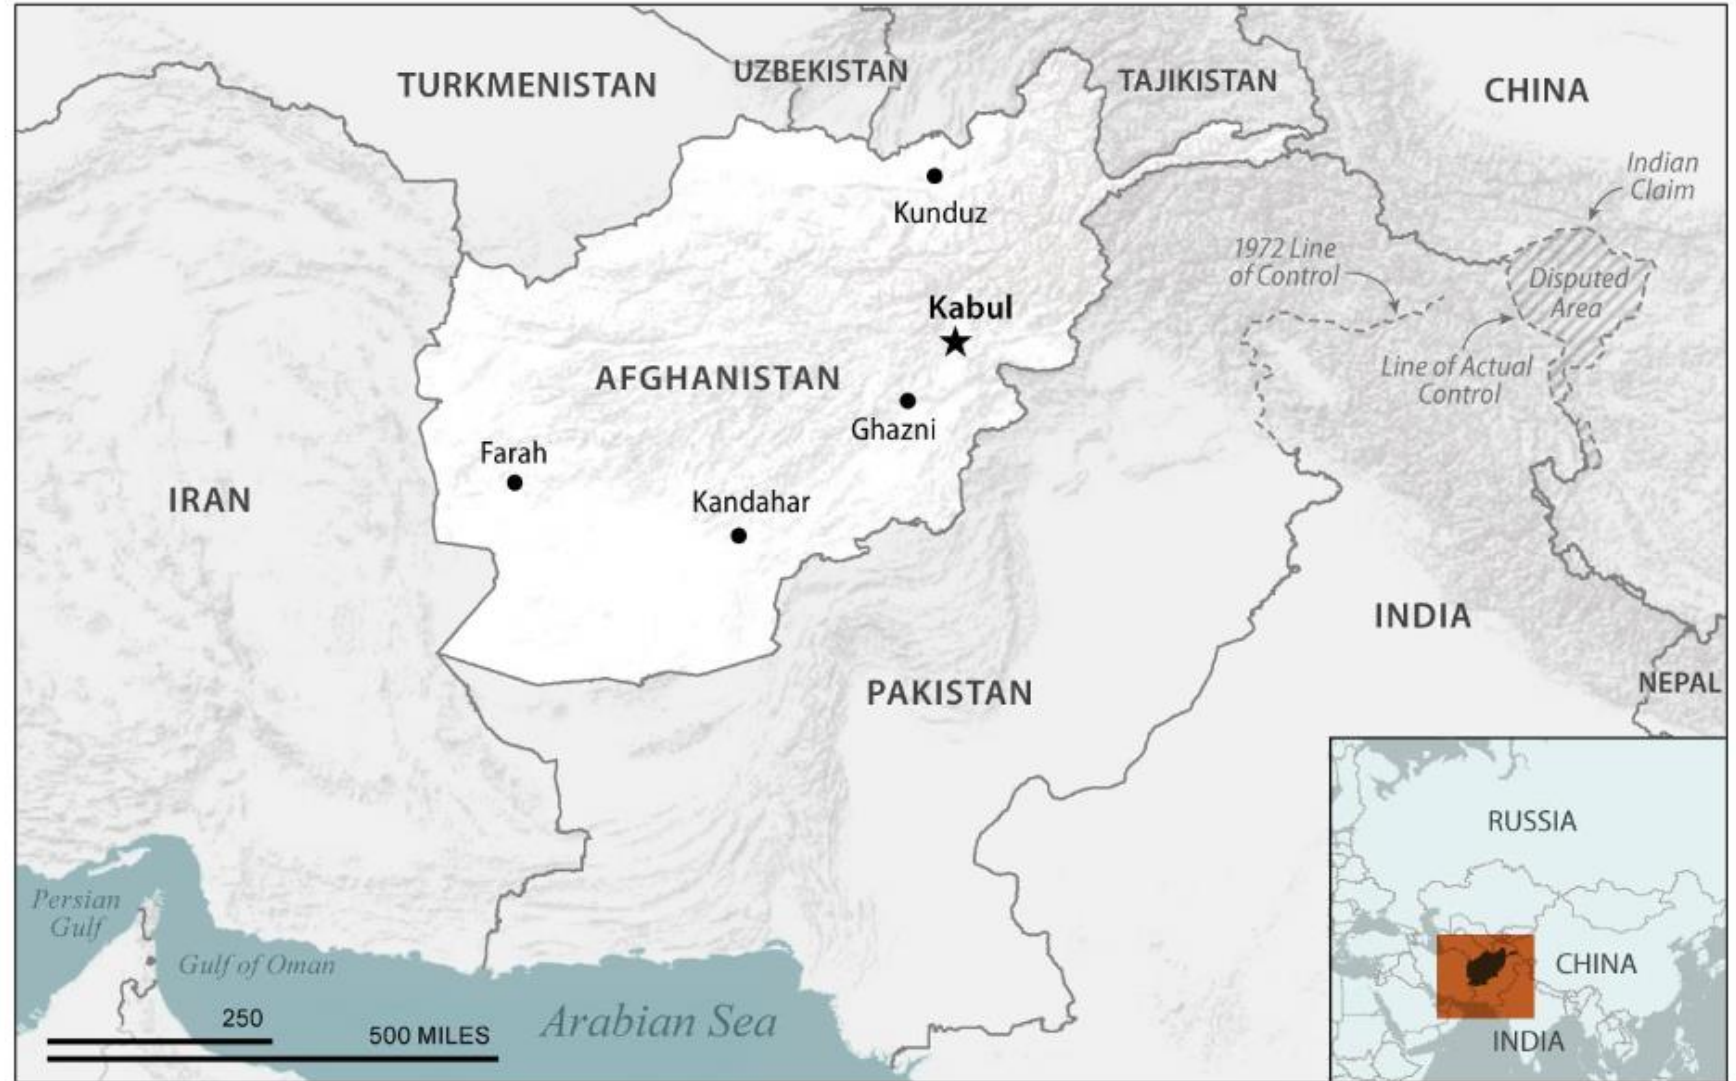 TURKMENISTAN
UZBEKISTAN
TAJIKISTAN
CHINA
Indian
Claim
Kunduz
1972 Line
of Control
Disputed
Area
Kabul
AFGHANISTAN
Line of Actual
Control
Ghazni
Farah
IRAN
Kandahar
INDIA
PAKISTAN
NEPAL
RUSSIA
Persian
Gulf
Gulf of Oman
CHINA
250
500 MILES
Arabian Sea
INDIA